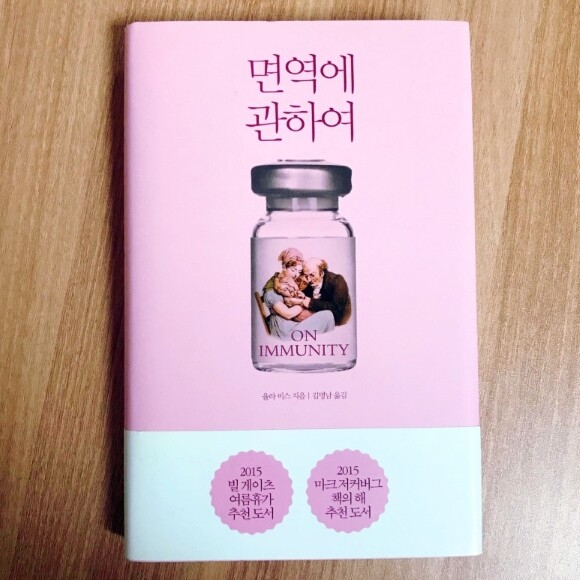 면역에
관하여
ON
IMMUNITY
율라 비스 지음 | 김명남 옮김
2015
빌 게이츠
여름휴가
추천 도서
2015
마크 저커버그
책의 해
추천 도서